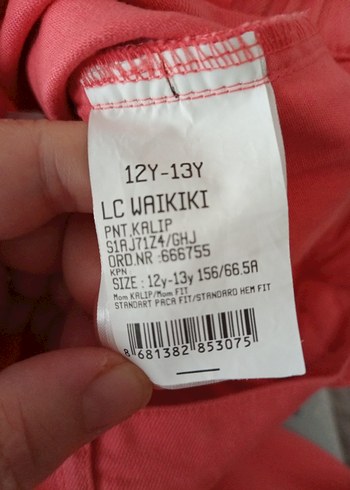 12Y-13Y
LC WAIKIKI
PNT.KALIP
S1AJ71Z4/GHJ
ORD.NR :666755
KPN
SIZE : 12y-13y 156/66.5A
Mom KALIP/Mom FIT
STANDART PACA FIT/STANDARD HEM FIT
8 681382 853075